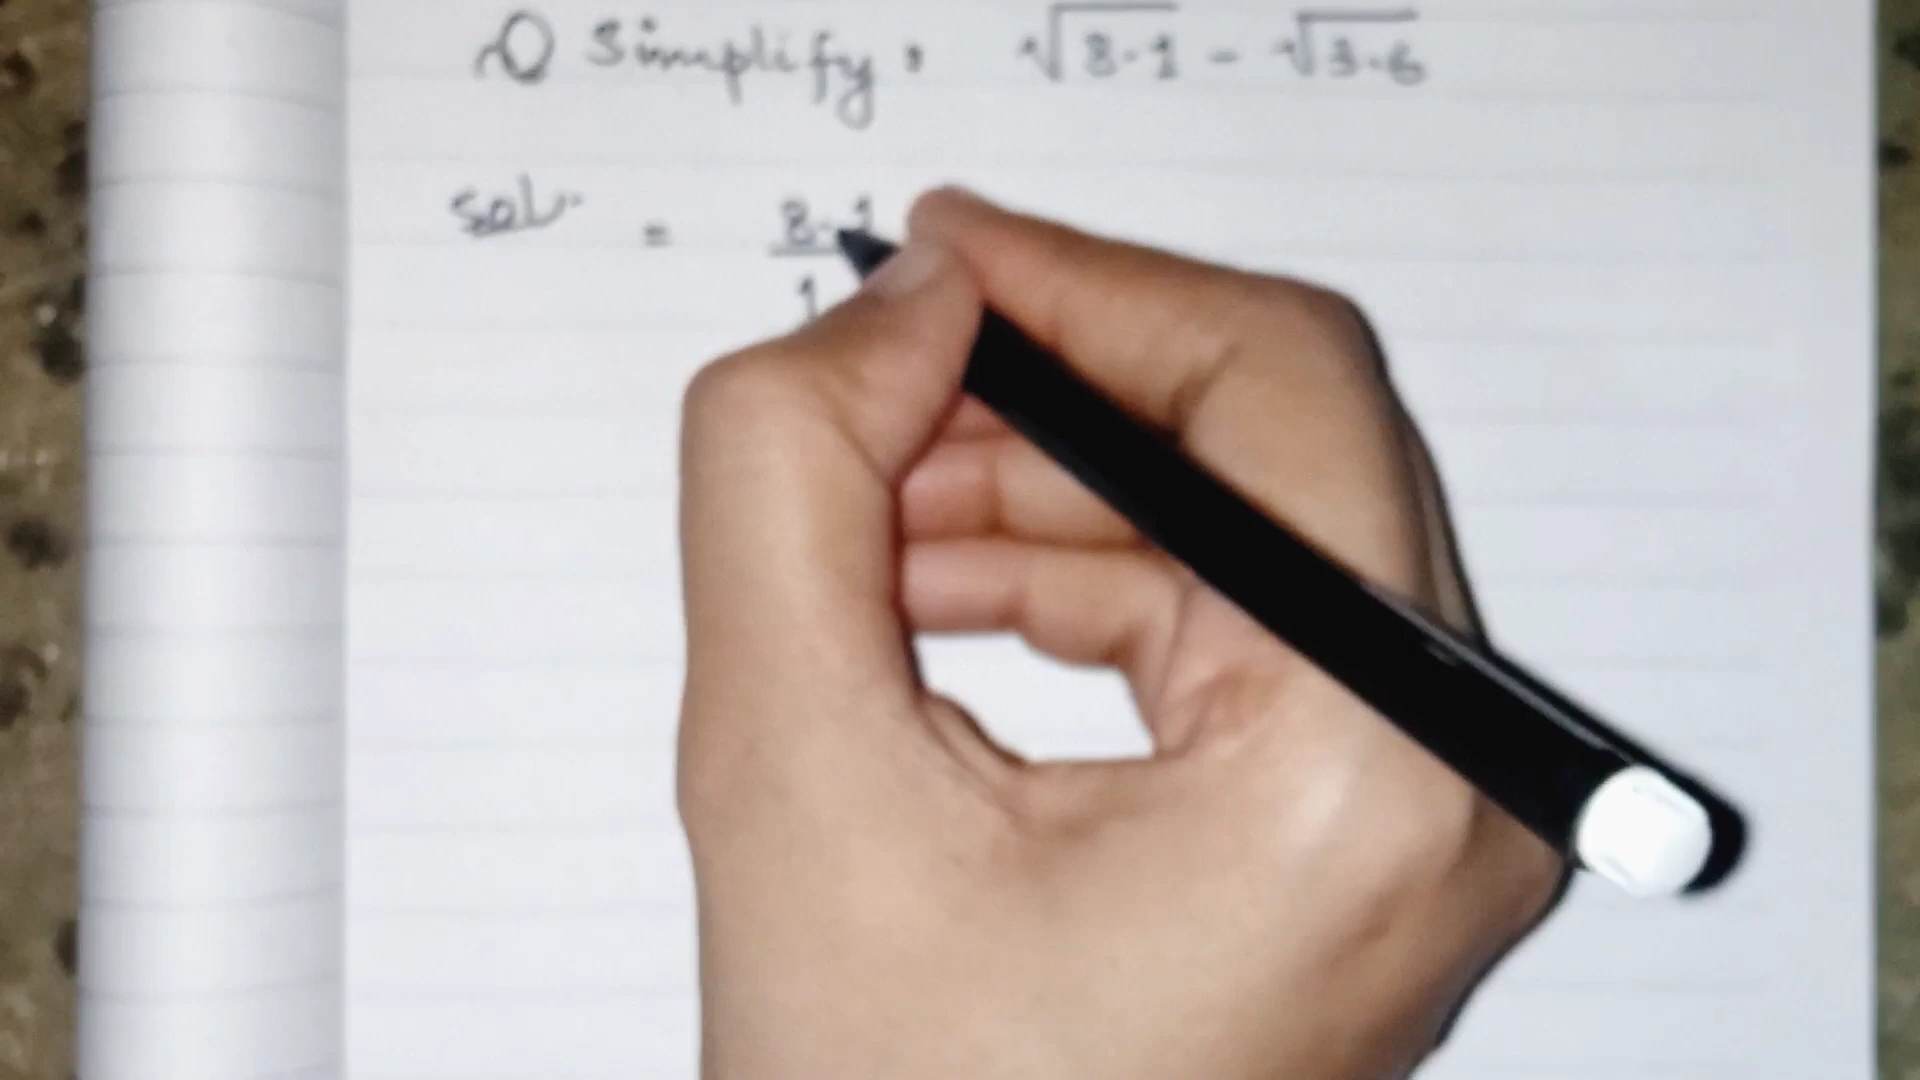 Q Simplify: √8.1 - √3.6
Sol. = 8.1
1